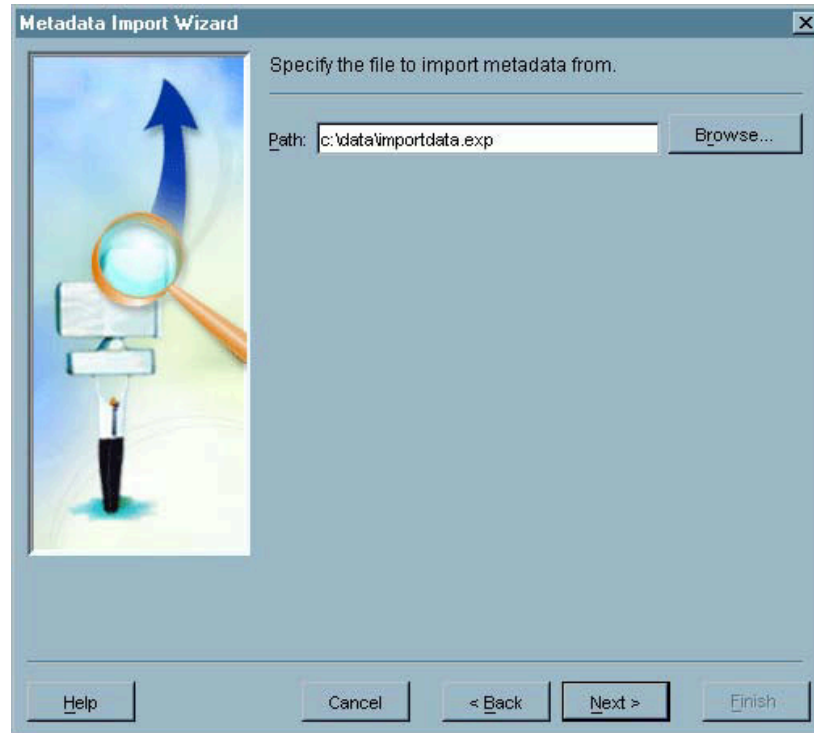 Metadata Import Wizard
Specify the file to import metadata from.
Path: c:\data\importdata.exp Browse...
Help Cancel < Back Next > Finish